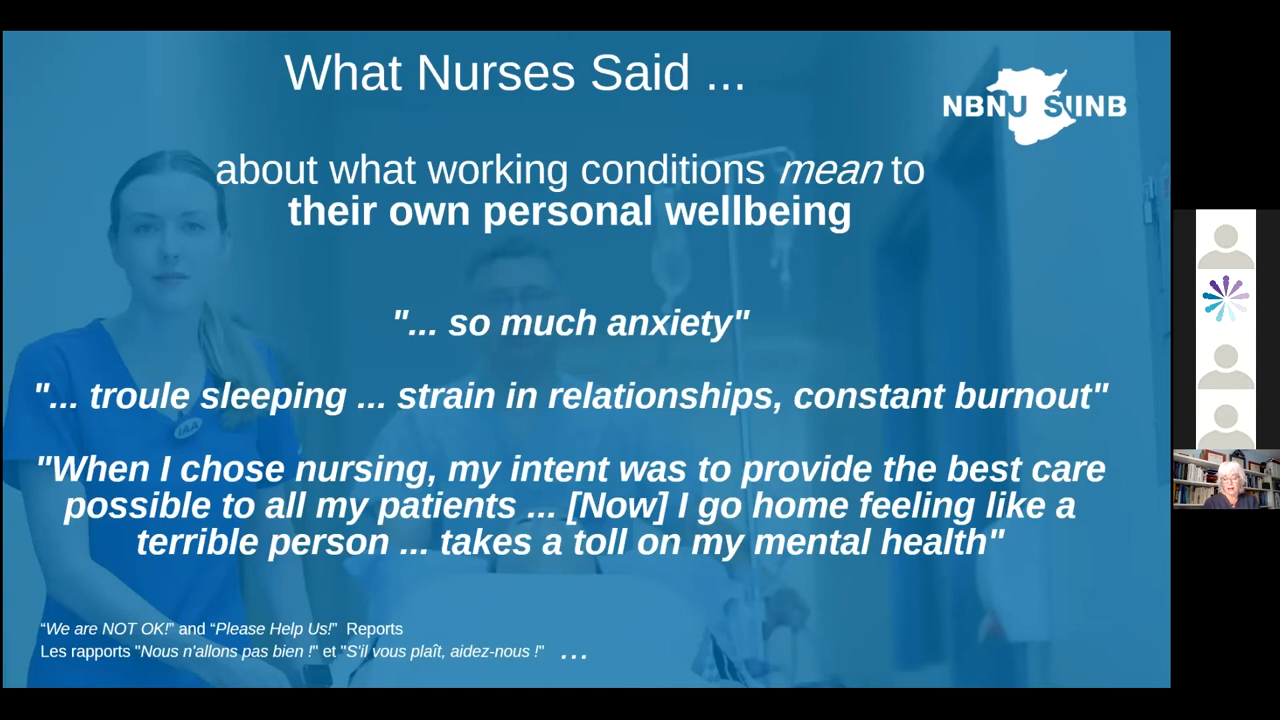 What Nurses Said ...
NBNU SIINB
about what working conditions mean to
their own personal wellbeing
"... so much anxiety"
"... troule sleeping ... strain in relationships, constant burnout"
"When I chose nursing, my intent was to provide the best care
possible to all my patients ... [Now] I go home feeling like a
terrible person ... takes a toll on my mental health"
“We are NOT OK!” and “Please Help Us!” Reports
Les rapports "Nous n'allons pas bien !" et "S'il vous plaît, aidez-nous !" ...